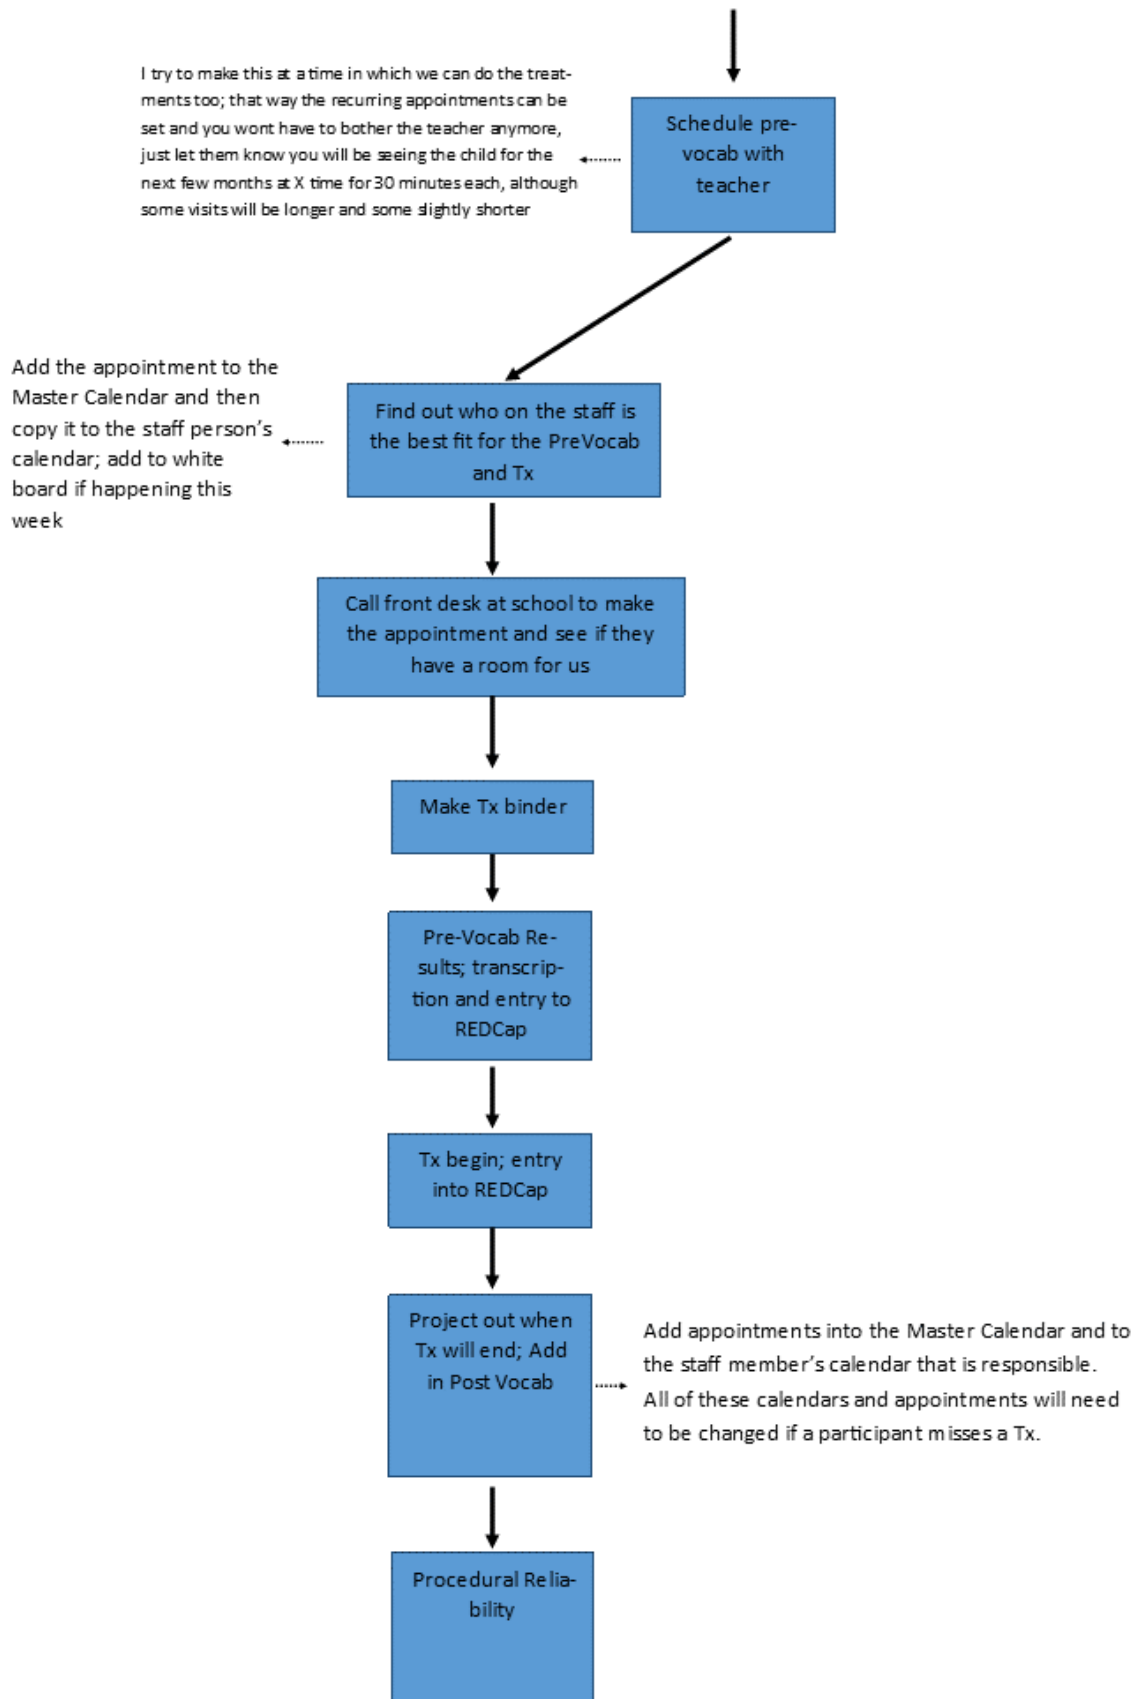 I try to make this at a time in which we can do the treat-
ments too; that way the recurring appointments can be
set and you wont have to bother the teacher anymore,
just let them know you will be seeing the child for the
next few months at X time for 30 minutes each, although
some visits will be longer and some slightly shorter
Schedule pre-
vocab with
teacher
Add the appointment to the
Master Calendar and then
copy it to the staff person's
calendar; add to white
board if happening this
week
Find out who on the staff is
the best fit for the PreVocab
and Tx
Call front desk at school to make
the appointment and see if they
have a room for us
Make Tx binder
Pre-Vocab Re-
sults; transcrip-
tion and entry to
REDCap
Tx begin; entry
into REDCap
Project out when
Tx will end; Add
in Post Vocab
Add appointments into the Master Calendar and to
the staff member's calendar that is responsible.
All of these calendars and appointments will need
to be changed if a participant misses a Tx.
Procedural Relia-
bility